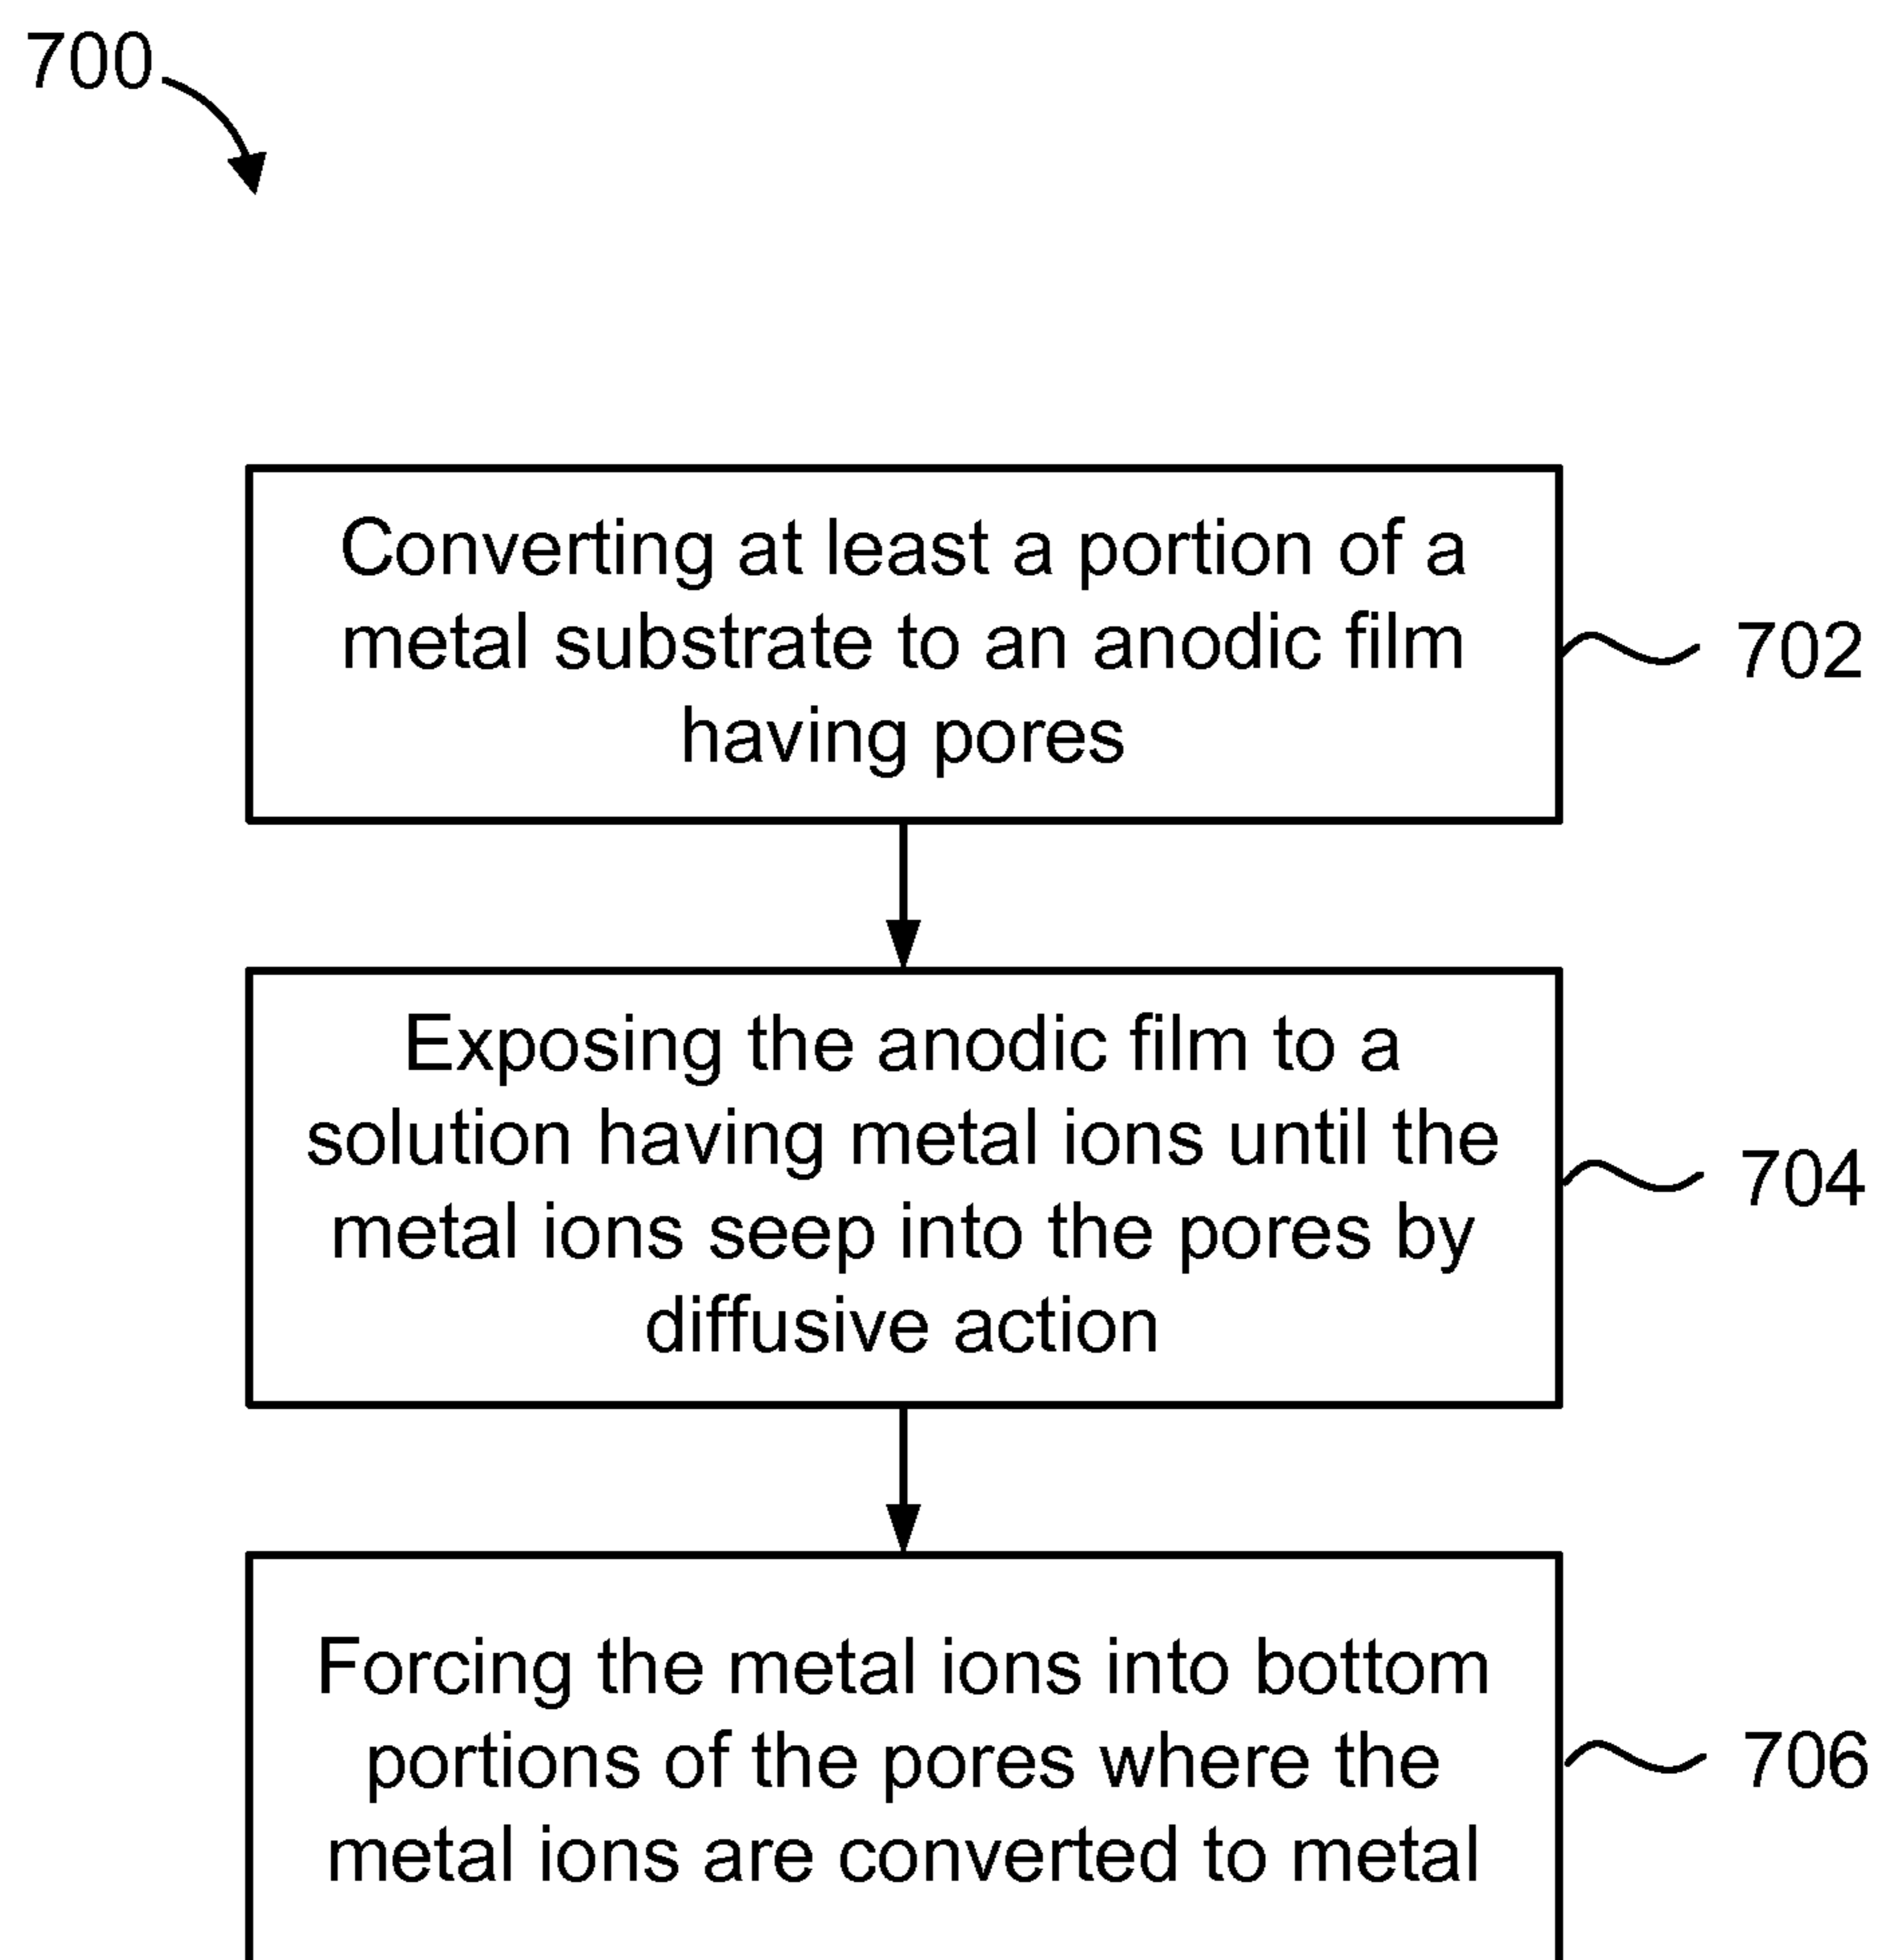 700
Converting at least a portion of a
metal substrate to an anodic film
having pores
702
Exposing the anodic film to a
solution having metal ions until the
metal ions seep into the pores by
diffusive action
704
Forcing the metal ions into bottom
portions of the pores where the
metal ions are converted to metal
706